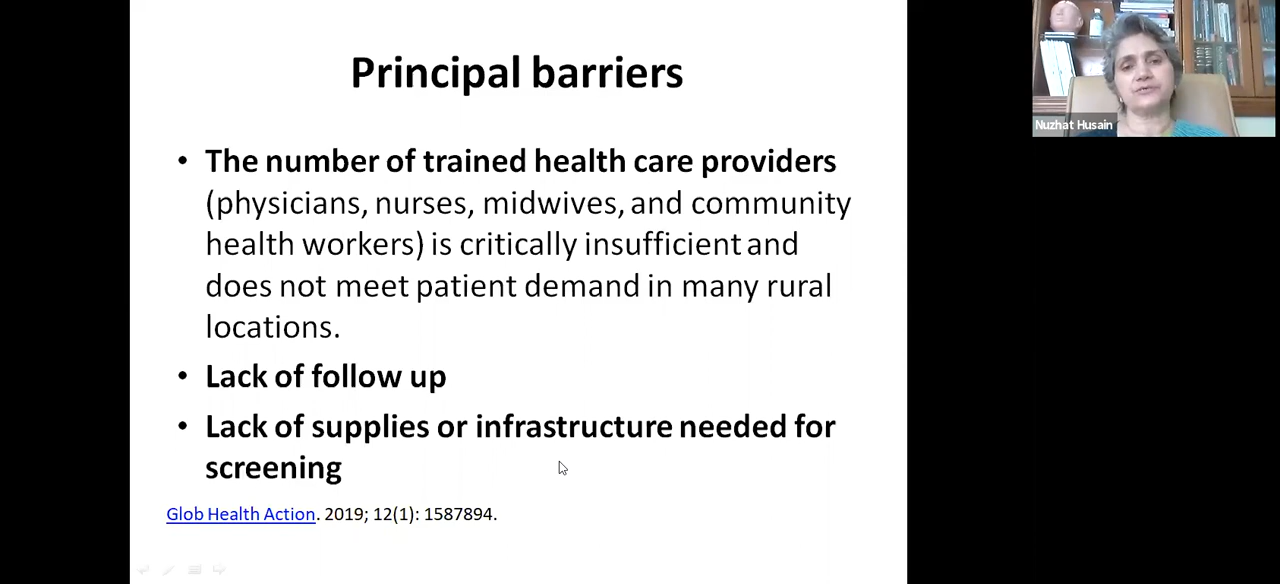 Principal barriers
• The number of trained health care providers
(physicians, nurses, midwives, and community
health workers) is critically insufficient and
does not meet patient demand in many rural
locations.
• Lack of follow up
• Lack of supplies or infrastructure needed for
screening
Glob Health Action. 2019; 12(1): 1587894.
Nuzhat Husain